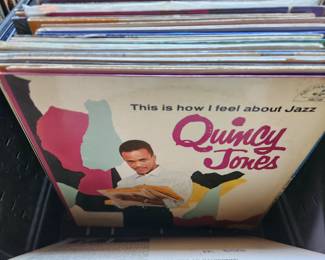 This is how I feel about Jazz
Quincy
Jones